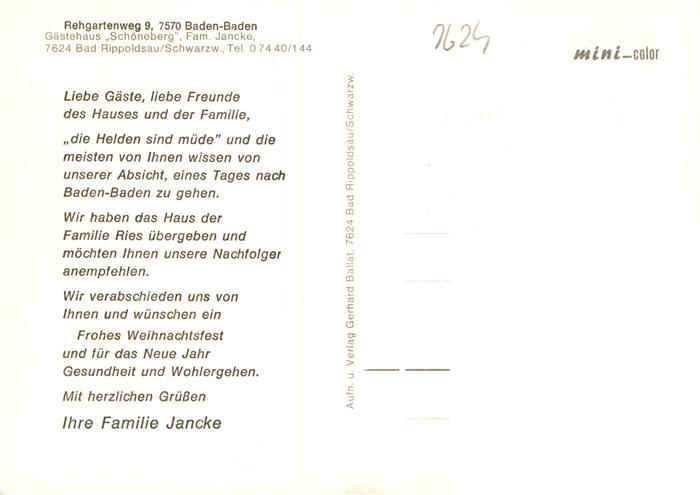 Rehgartenweg 9, 7570 Baden-Baden
Gästehaus „Schöneberg", Fam. Jancke,
7624 Bad Rippoldsau/Schwarzw., Tel. 0 74 40/1 44
Liebe Gäste, liebe Freunde
des Hauses und der Familie,
„die Helden sind müde" und die
meisten von Ihnen wissen von
unserer Absicht, eines Tages nach
Baden-Baden zu gehen.
Wir haben das Haus der
Familie Ries übergeben und
möchten Ihnen unsere Nachfolger
anempfehlen.
Wir verabschieden uns von
Ihnen und wünschen ein
Frohes Weihnachtsfest
und für das Neue Jahr
Gesundheit und Wohlergehen.
Mit herzlichen Grüßen
Ihre Familie Jancke
Aufn. u. Verlag Gerhard Ballat, 7624 Bad Rippoldsau/Schwarzw.
7624
mini-color